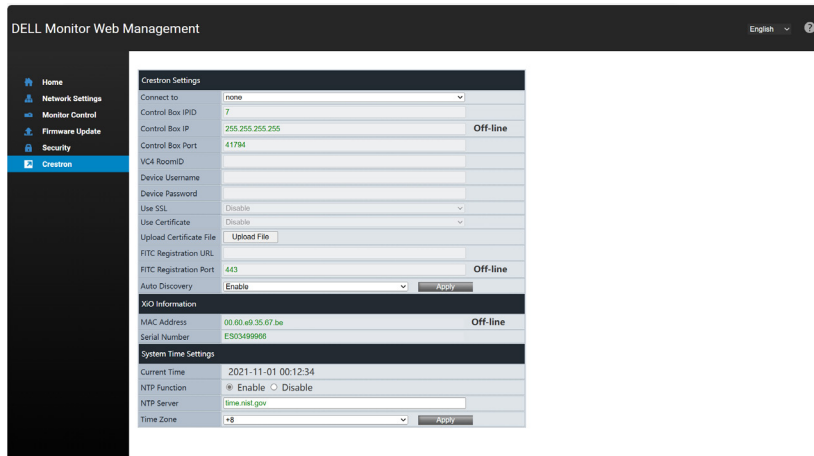 DELL Monitor Web Management
English
?
Home
Network Settings
Monitor Control
Firmware Update
Security
Crestron
Crestron Settings
Connect to none
Control Box IPID 7
Control Box IP 255.255.255.255 Off-line
Control Box Port 41794
VC4 RoomID
Device Username
Device Password
Use SSL Disable
Use Certificate Disable
Upload Certificate File Upload File
FITC Registration URL
FITC Registration Port 443 Off-line
Auto Discovery Enable Apply
XiO Information
MAC Address 00.60.e9.35.67.be Off-line
Serial Number ES03499966
System Time Settings
Current Time 2021-11-01 00:12:34
NTP Function Enable Disable
NTP Server time.nist.gov
Time Zone +8 Apply